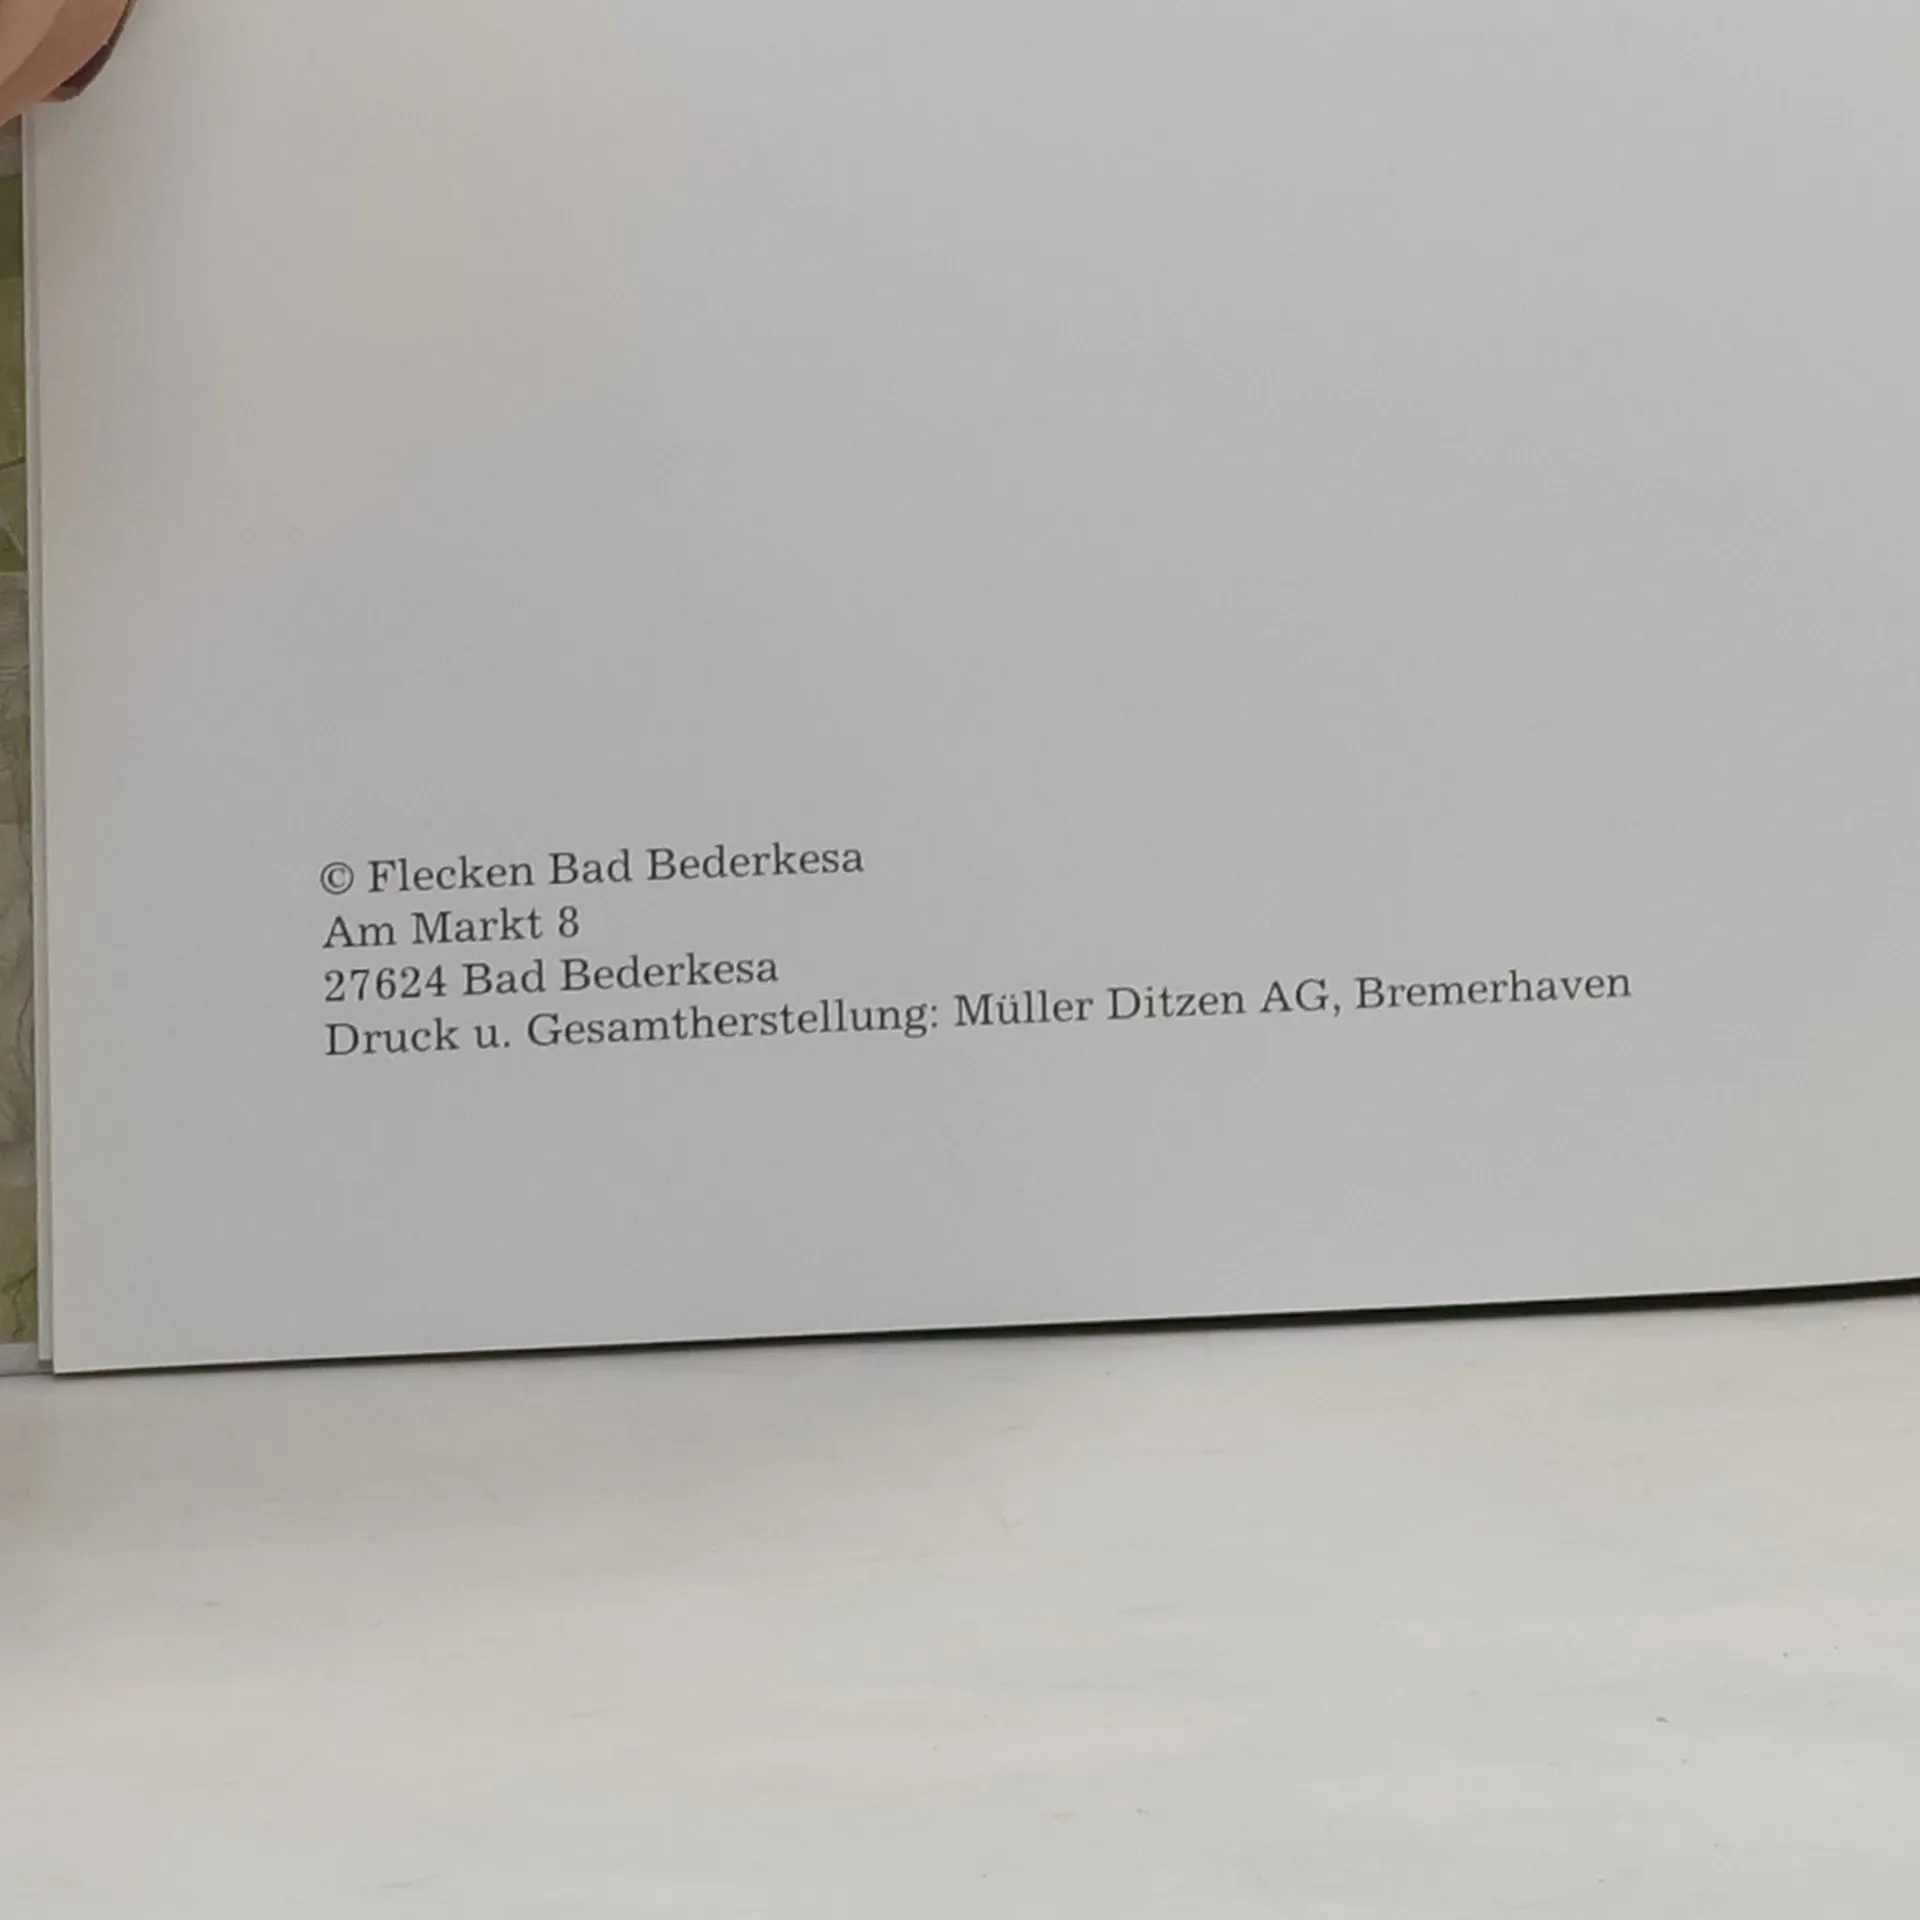 © Flecken Bad Bederkesa
Am Markt 8
27624 Bad Bederkesa
Druck u. Gesamtherstellung: Müller Ditzen AG, Bremerhaven